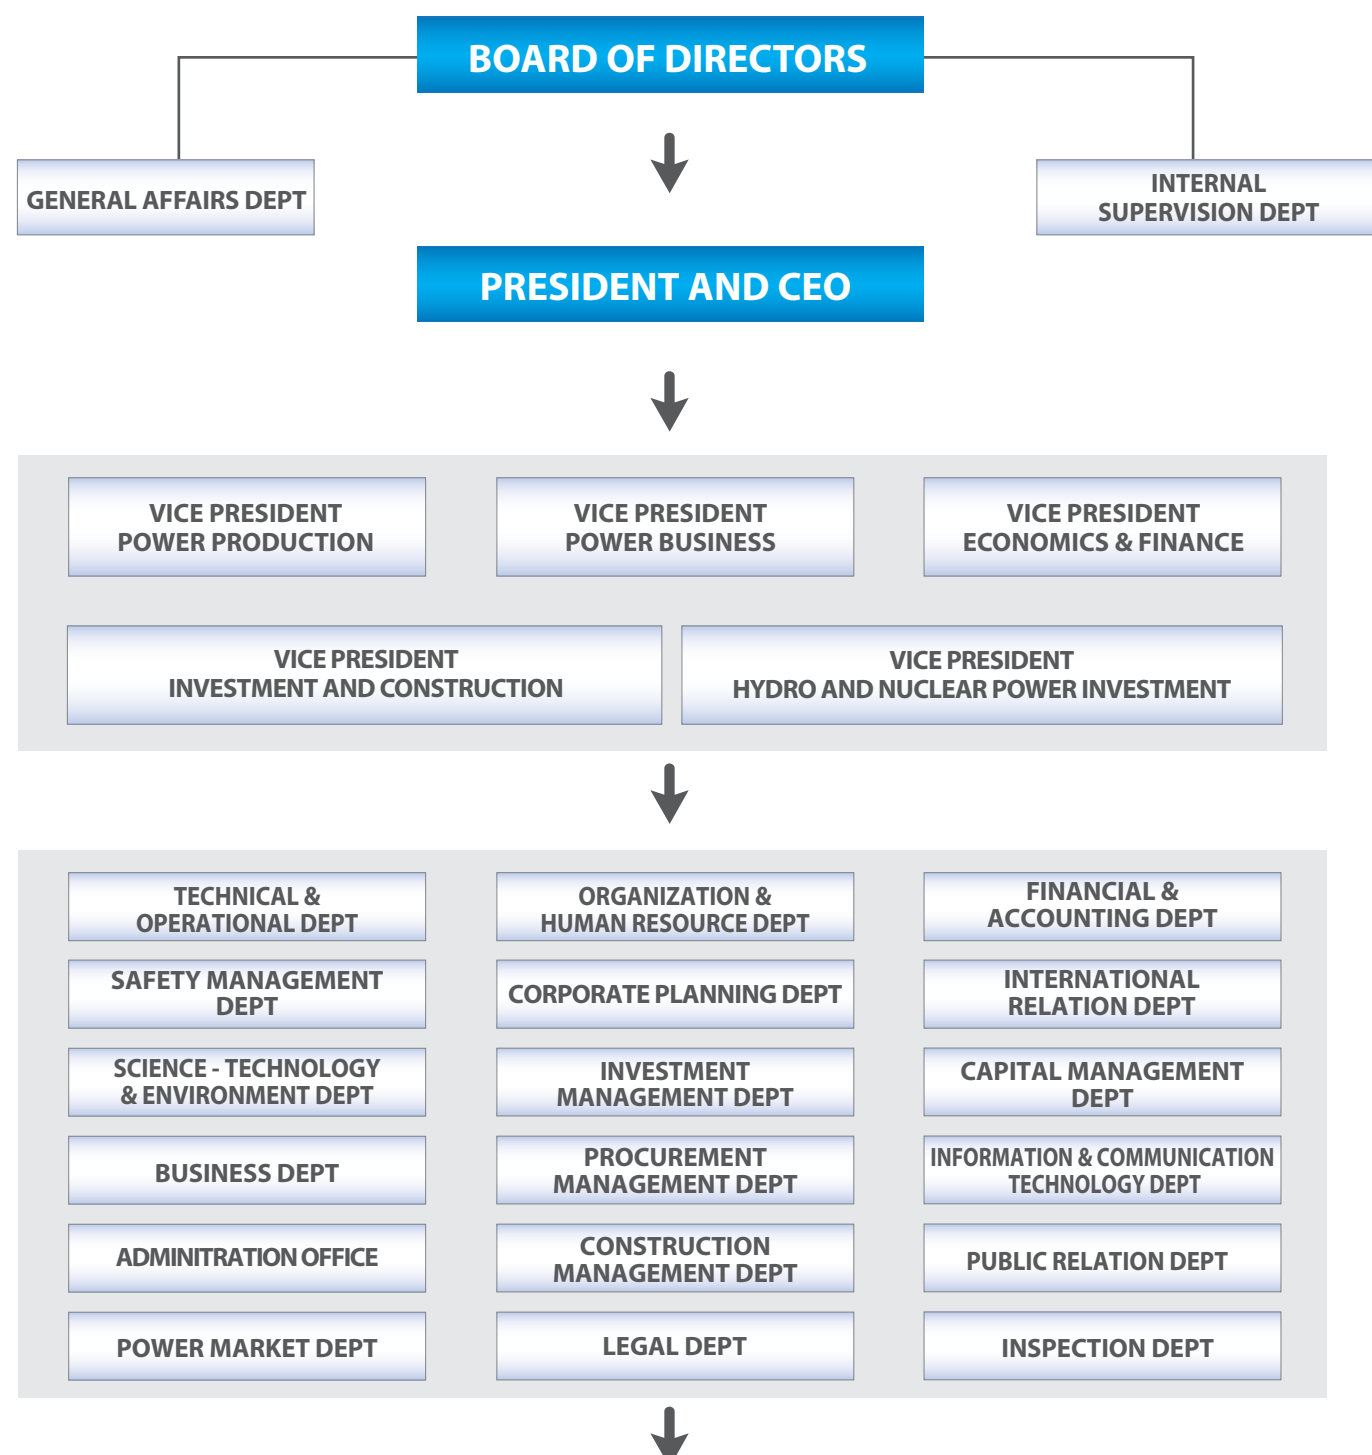 BOARD OF DIRECTORS
GENERAL AFFAIRS DEPT
INTERNAL
SUPERVISION DEPT
PRESIDENT AND CEO
VICE PRESIDENT
POWER PRODUCTION
VICE PRESIDENT
POWER BUSINESS
VICE PRESIDENT
ECONOMICS & FINANCE
VICE PRESIDENT
INVESTMENT AND CONSTRUCTION
VICE PRESIDENT
HYDRO AND NUCLEAR POWER INVESTMENT
TECHNICAL &
OPERATIONAL DEPT
ORGANIZATION &
HUMAN RESOURCE DEPT
FINANCIAL &
ACCOUNTING DEPT
SAFETY MANAGEMENT
DEPT
CORPORATE PLANNING DEPT
INTERNATIONAL
RELATION DEPT
SCIENCE - TECHNOLOGY
& ENVIRONMENT DEPT
INVESTMENT
MANAGEMENT DEPT
CAPITAL MANAGEMENT
DEPT
BUSINESS DEPT
PROCUREMENT
MANAGEMENT DEPT
INFORMATION & COMMUNICATION
TECHNOLOGY DEPT
ADMINITRATION OFFICE
CONSTRUCTION
MANAGEMENT DEPT
PUBLIC RELATION DEPT
POWER MARKET DEPT
LEGAL DEPT
INSPECTION DEPT